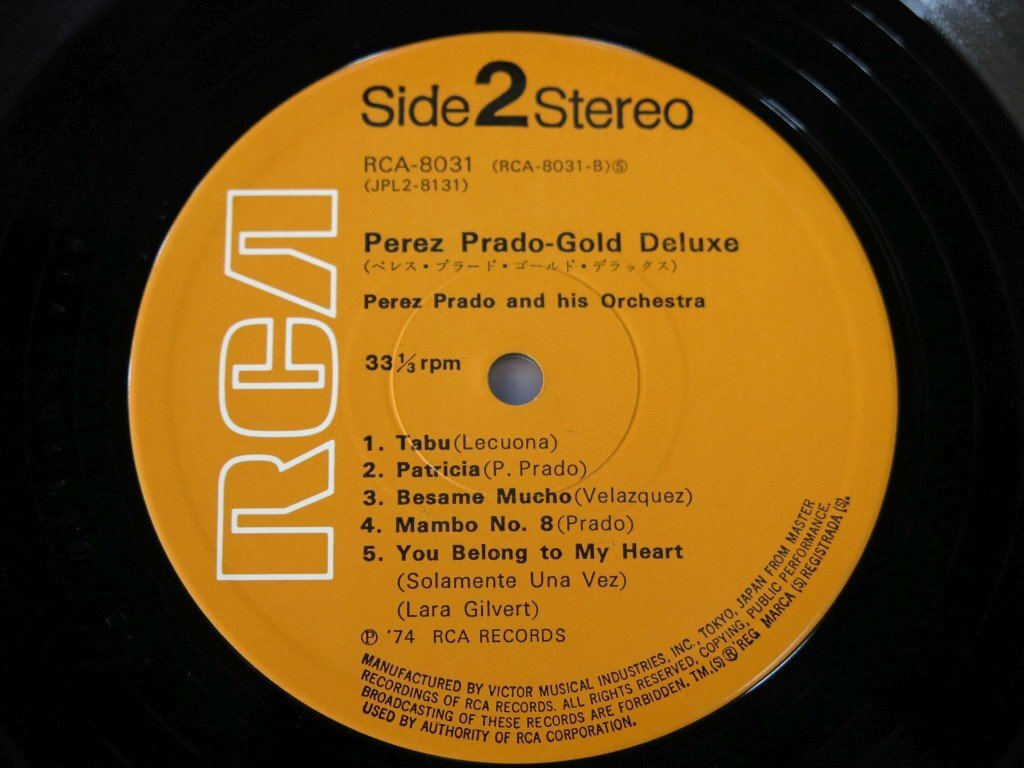 Side 2 Stereo
RCA-8031 (RCA-8031-B)⑤
(JPL2-8131)
RCA
Perez Prado-Gold Deluxe
(ペレス・プラード・ゴールド・デラックス)
Perez Prado and his Orchestra
33 1/3 rpm
1. Tabu (Lecuona)
2. Patricia (P. Prado)
3. Besame Mucho (Velazquez)
4. Mambo No. 8 (Prado)
5. You Belong to My Heart
(Solamente Una Vez)
(Lara Gilvert)
Ⓟ '74 RCA RECORDS
MANUFACTURED BY VICTOR MUSICAL INDUSTRIES, INC., TOKYO, JAPAN FROM MASTER
RECORDINGS OF RCA RECORDS. ALL RIGHTS RESERVED, COPYING, PUBLIC PERFORMANCE,
BROADCASTING OF THESE RECORDS ARE FORBIDDEN. TM.(S) ® REG MARCA (S) REGISTRADA (S).
USED BY AUTHORITY OF RCA CORPORATION.